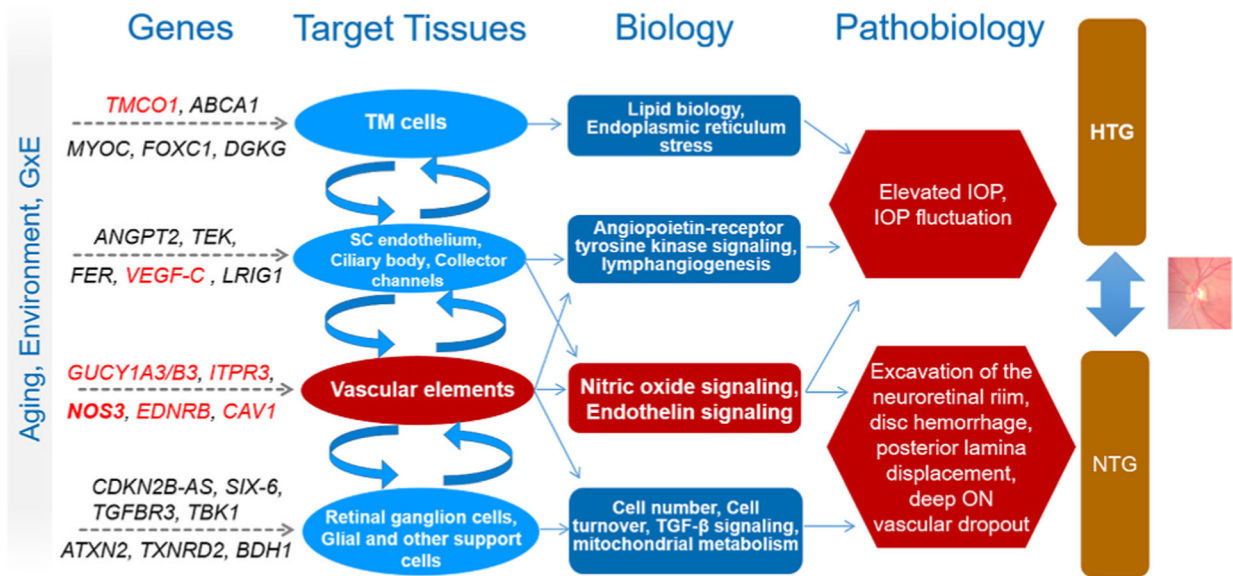 Genes
Target Tissues
Biology
Pathobiology
Aging, Environment, GxE
TMCO1, ABCA1
MYOC, FOXC1, DGKG
TM cells
Lipid biology,
Endoplasmic reticulum
stress
ANGPT2, TEK,
FER, VEGF-C , LRIG1
SC endothelium,
Ciliary body, Collector
channels
Angiopoietin-receptor
tyrosine kinase signaling,
lymphangiogenesis
Elevated IOP,
IOP fluctuation
HTG
GUCY1A3/B3, ITPR3,
NOS3, EDNRB, CAV1
Vascular elements
Nitric oxide signaling,
Endothelin signaling
CDKN2B-AS, SIX-6,
TGFBR3, TBK1
ATXN2, TXNRD2, BDH1
Retinal ganglion cells,
Glial and other support
cells
Cell number, Cell
turnover, TGF-β signaling,
mitochondrial metabolism
Excavation of the
neuroretinal riim,
disc hemorrhage,
posterior lamina
displacement,
deep ON
vascular dropout
NTG